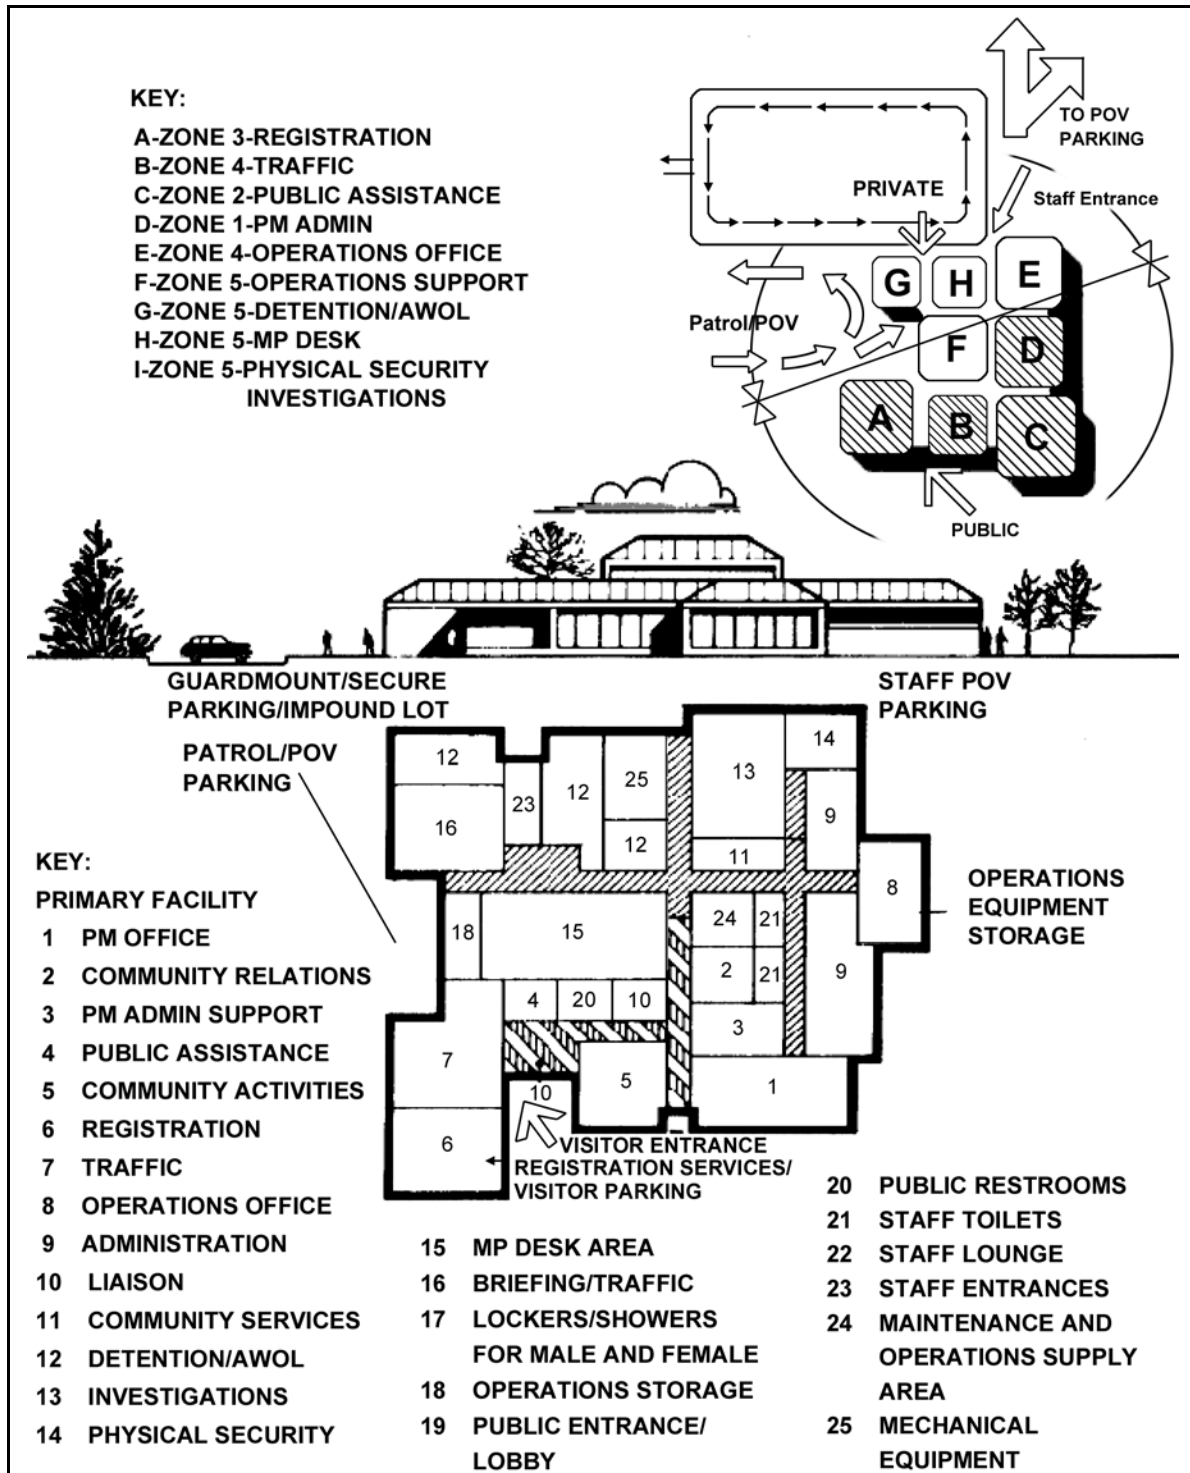 KEY:
A-ZONE 3-REGISTRATION
B-ZONE 4-TRAFFIC
C-ZONE 2-PUBLIC ASSISTANCE
D-ZONE 1-PM ADMIN
E-ZONE 4-OPERATIONS OFFICE
F-ZONE 5-OPERATIONS SUPPORT
G-ZONE 5-DETENTION/AWOL
H-ZONE 5-MP DESK
I-ZONE 5-PHYSICAL SECURITY
INVESTIGATIONS
TO POV
PARKING
PRIVATE
Staff Entrance
G H E
Patrol/POV
F D
A B C
PUBLIC
GUARDMOUNT/SECURE
PARKING/IMPOUND LOT
STAFF POV
PARKING
PATROL/POV
PARKING
12 23 12 25 13 14
16 12 11 9
8
OPERATIONS
EQUIPMENT
STORAGE
18 15 24 21
2 21 9
4 20 10 3
7 10 5 1
6
VISITOR ENTRANCE
REGISTRATION SERVICES/
VISITOR PARKING
KEY:
PRIMARY FACILITY
1 PM OFFICE
2 COMMUNITY RELATIONS
3 PM ADMIN SUPPORT
4 PUBLIC ASSISTANCE
5 COMMUNITY ACTIVITIES
6 REGISTRATION
7 TRAFFIC
8 OPERATIONS OFFICE
9 ADMINISTRATION
10 LIAISON
11 COMMUNITY SERVICES
12 DETENTION/AWOL
13 INVESTIGATIONS
14 PHYSICAL SECURITY
15 MP DESK AREA
16 BRIEFING/TRAFFIC
17 LOCKERS/SHOWERS
FOR MALE AND FEMALE
18 OPERATIONS STORAGE
19 PUBLIC ENTRANCE/
LOBBY
20 PUBLIC RESTROOMS
21 STAFF TOILETS
22 STAFF LOUNGE
23 STAFF ENTRANCES
24 MAINTENANCE AND
OPERATIONS SUPPLY
AREA
25 MECHANICAL
EQUIPMENT